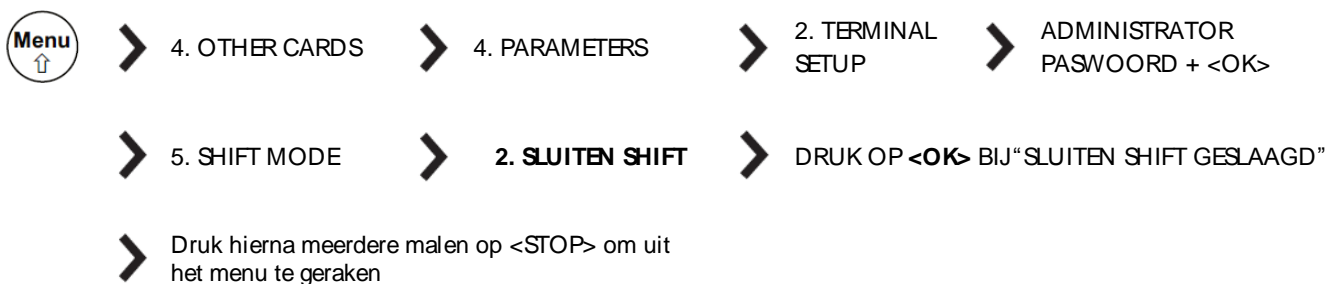 Menu
4. OTHER CARDS
4. PARAMETERS
2. TERMINAL
SETUP
ADMINISTRATOR
PASWOORD + <OK>
5. SHIFT MODE
2. SLUITEN SHIFT
DRUK OP <OK> BIJ“SLUITEN SHIFT GESLAAGD”
Druk hierna meerdere malen op <STOP> om uit
het menu te geraken